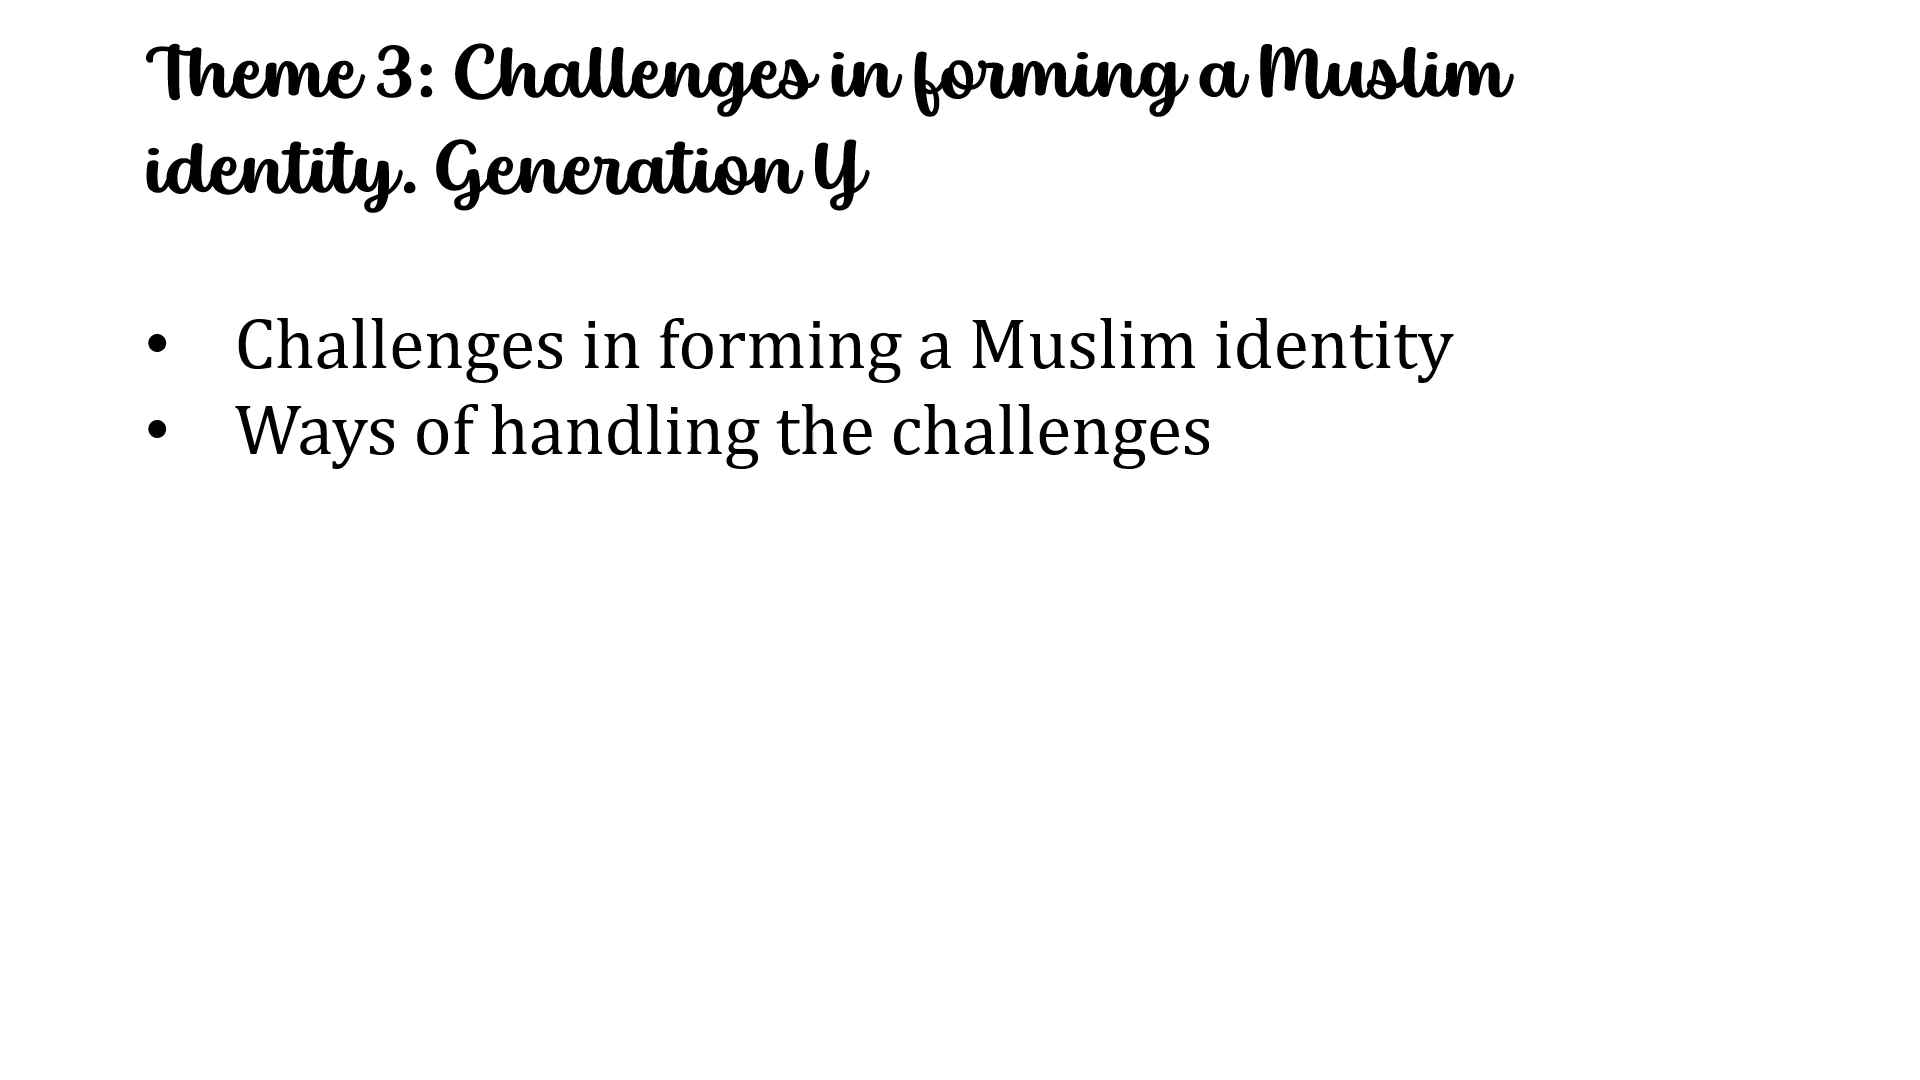 Theme 3: Challenges in forming a Muslim
identity. Generation Y
• Challenges in forming a Muslim identity
• Ways of handling the challenges